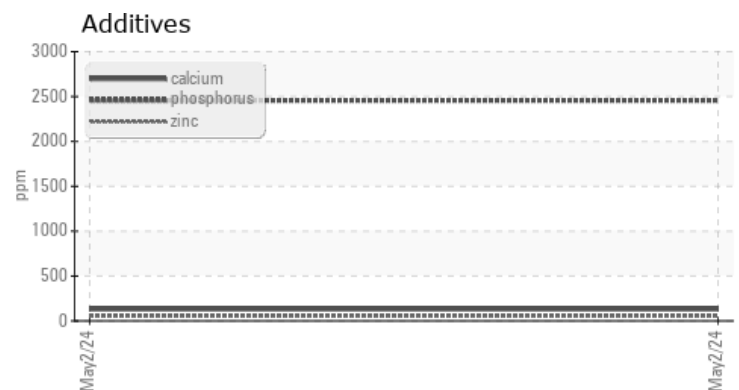 Additives
3000
2500
2000
1500
1000
500
0
ppm
calcium
phosphorus
zinc
May2/24
May2/24